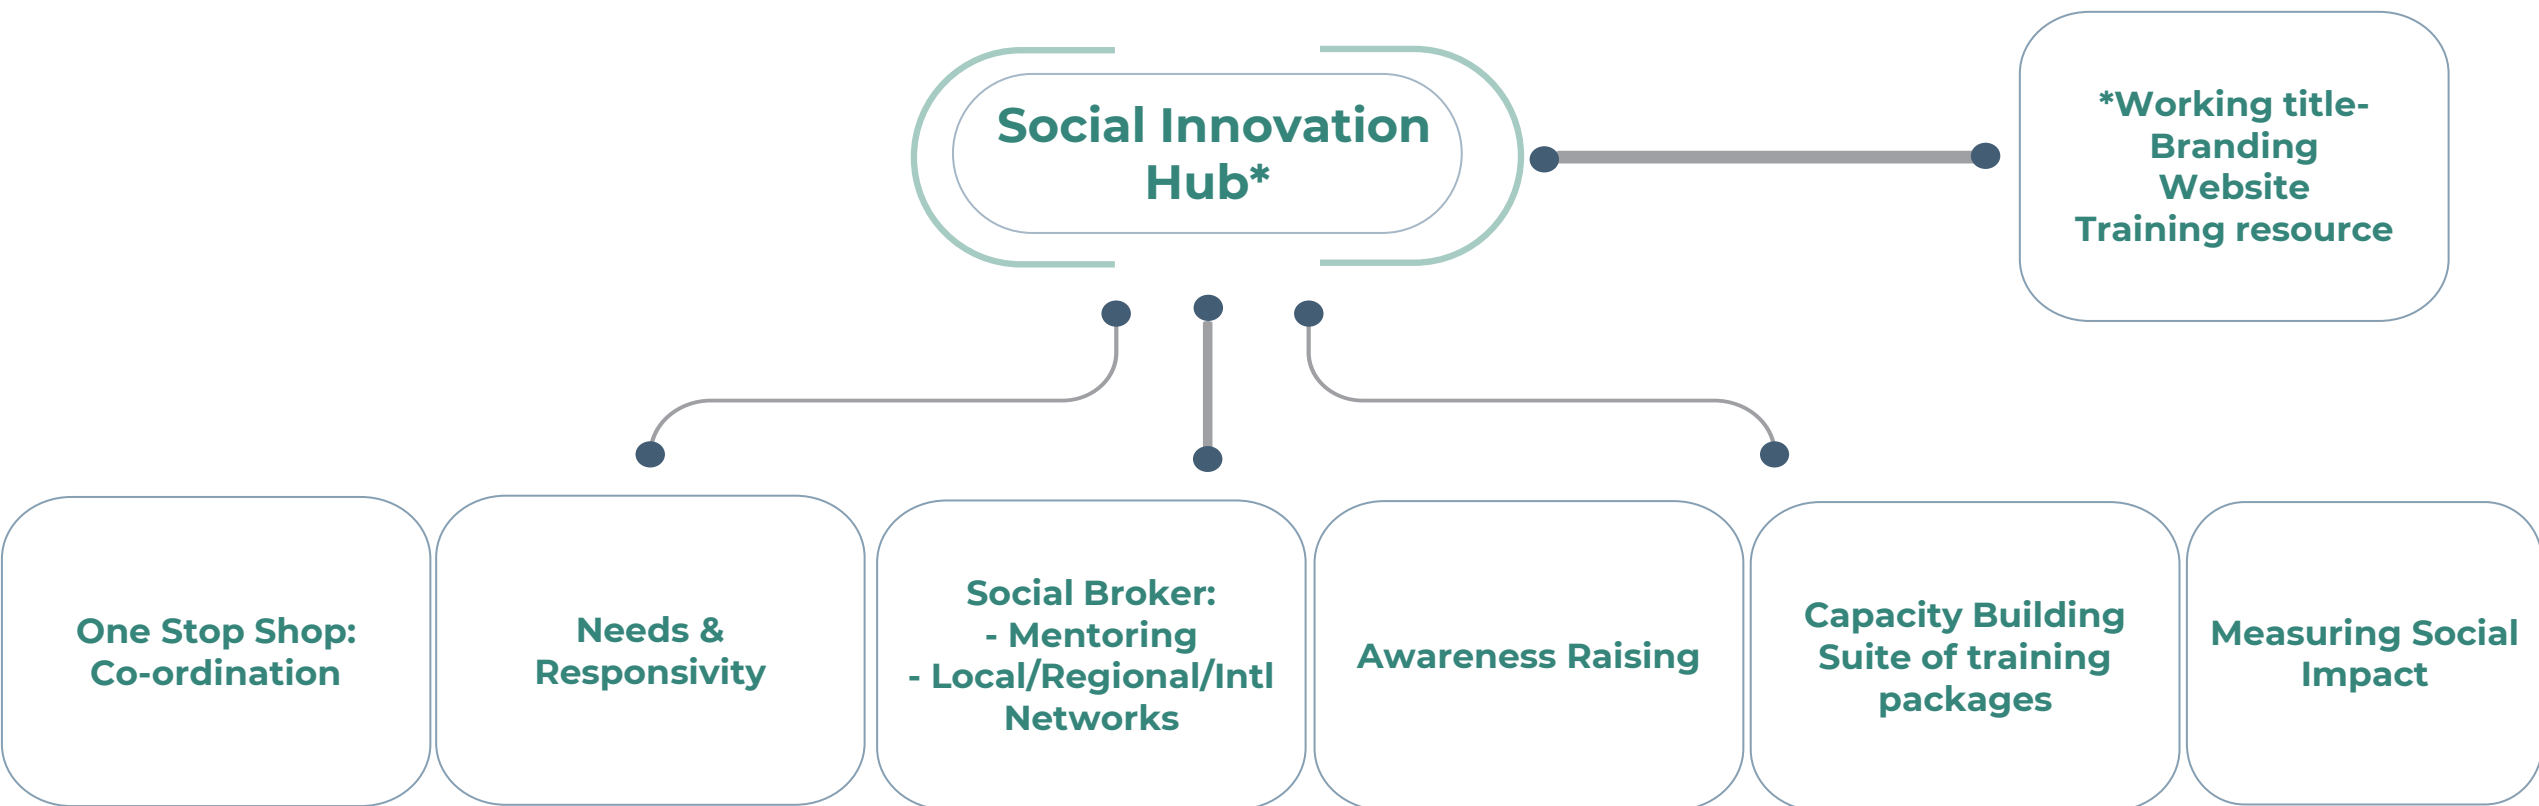 Social Innovation
Hub*
*Working title-
Branding
Website
Training resource
One Stop Shop:
Co-ordination
Needs &
Responsivity
Social Broker:
- Mentoring
- Local/Regional/Intl
Networks
Awareness Raising
Capacity Building
Suite of training
packages
Measuring Social
Impact